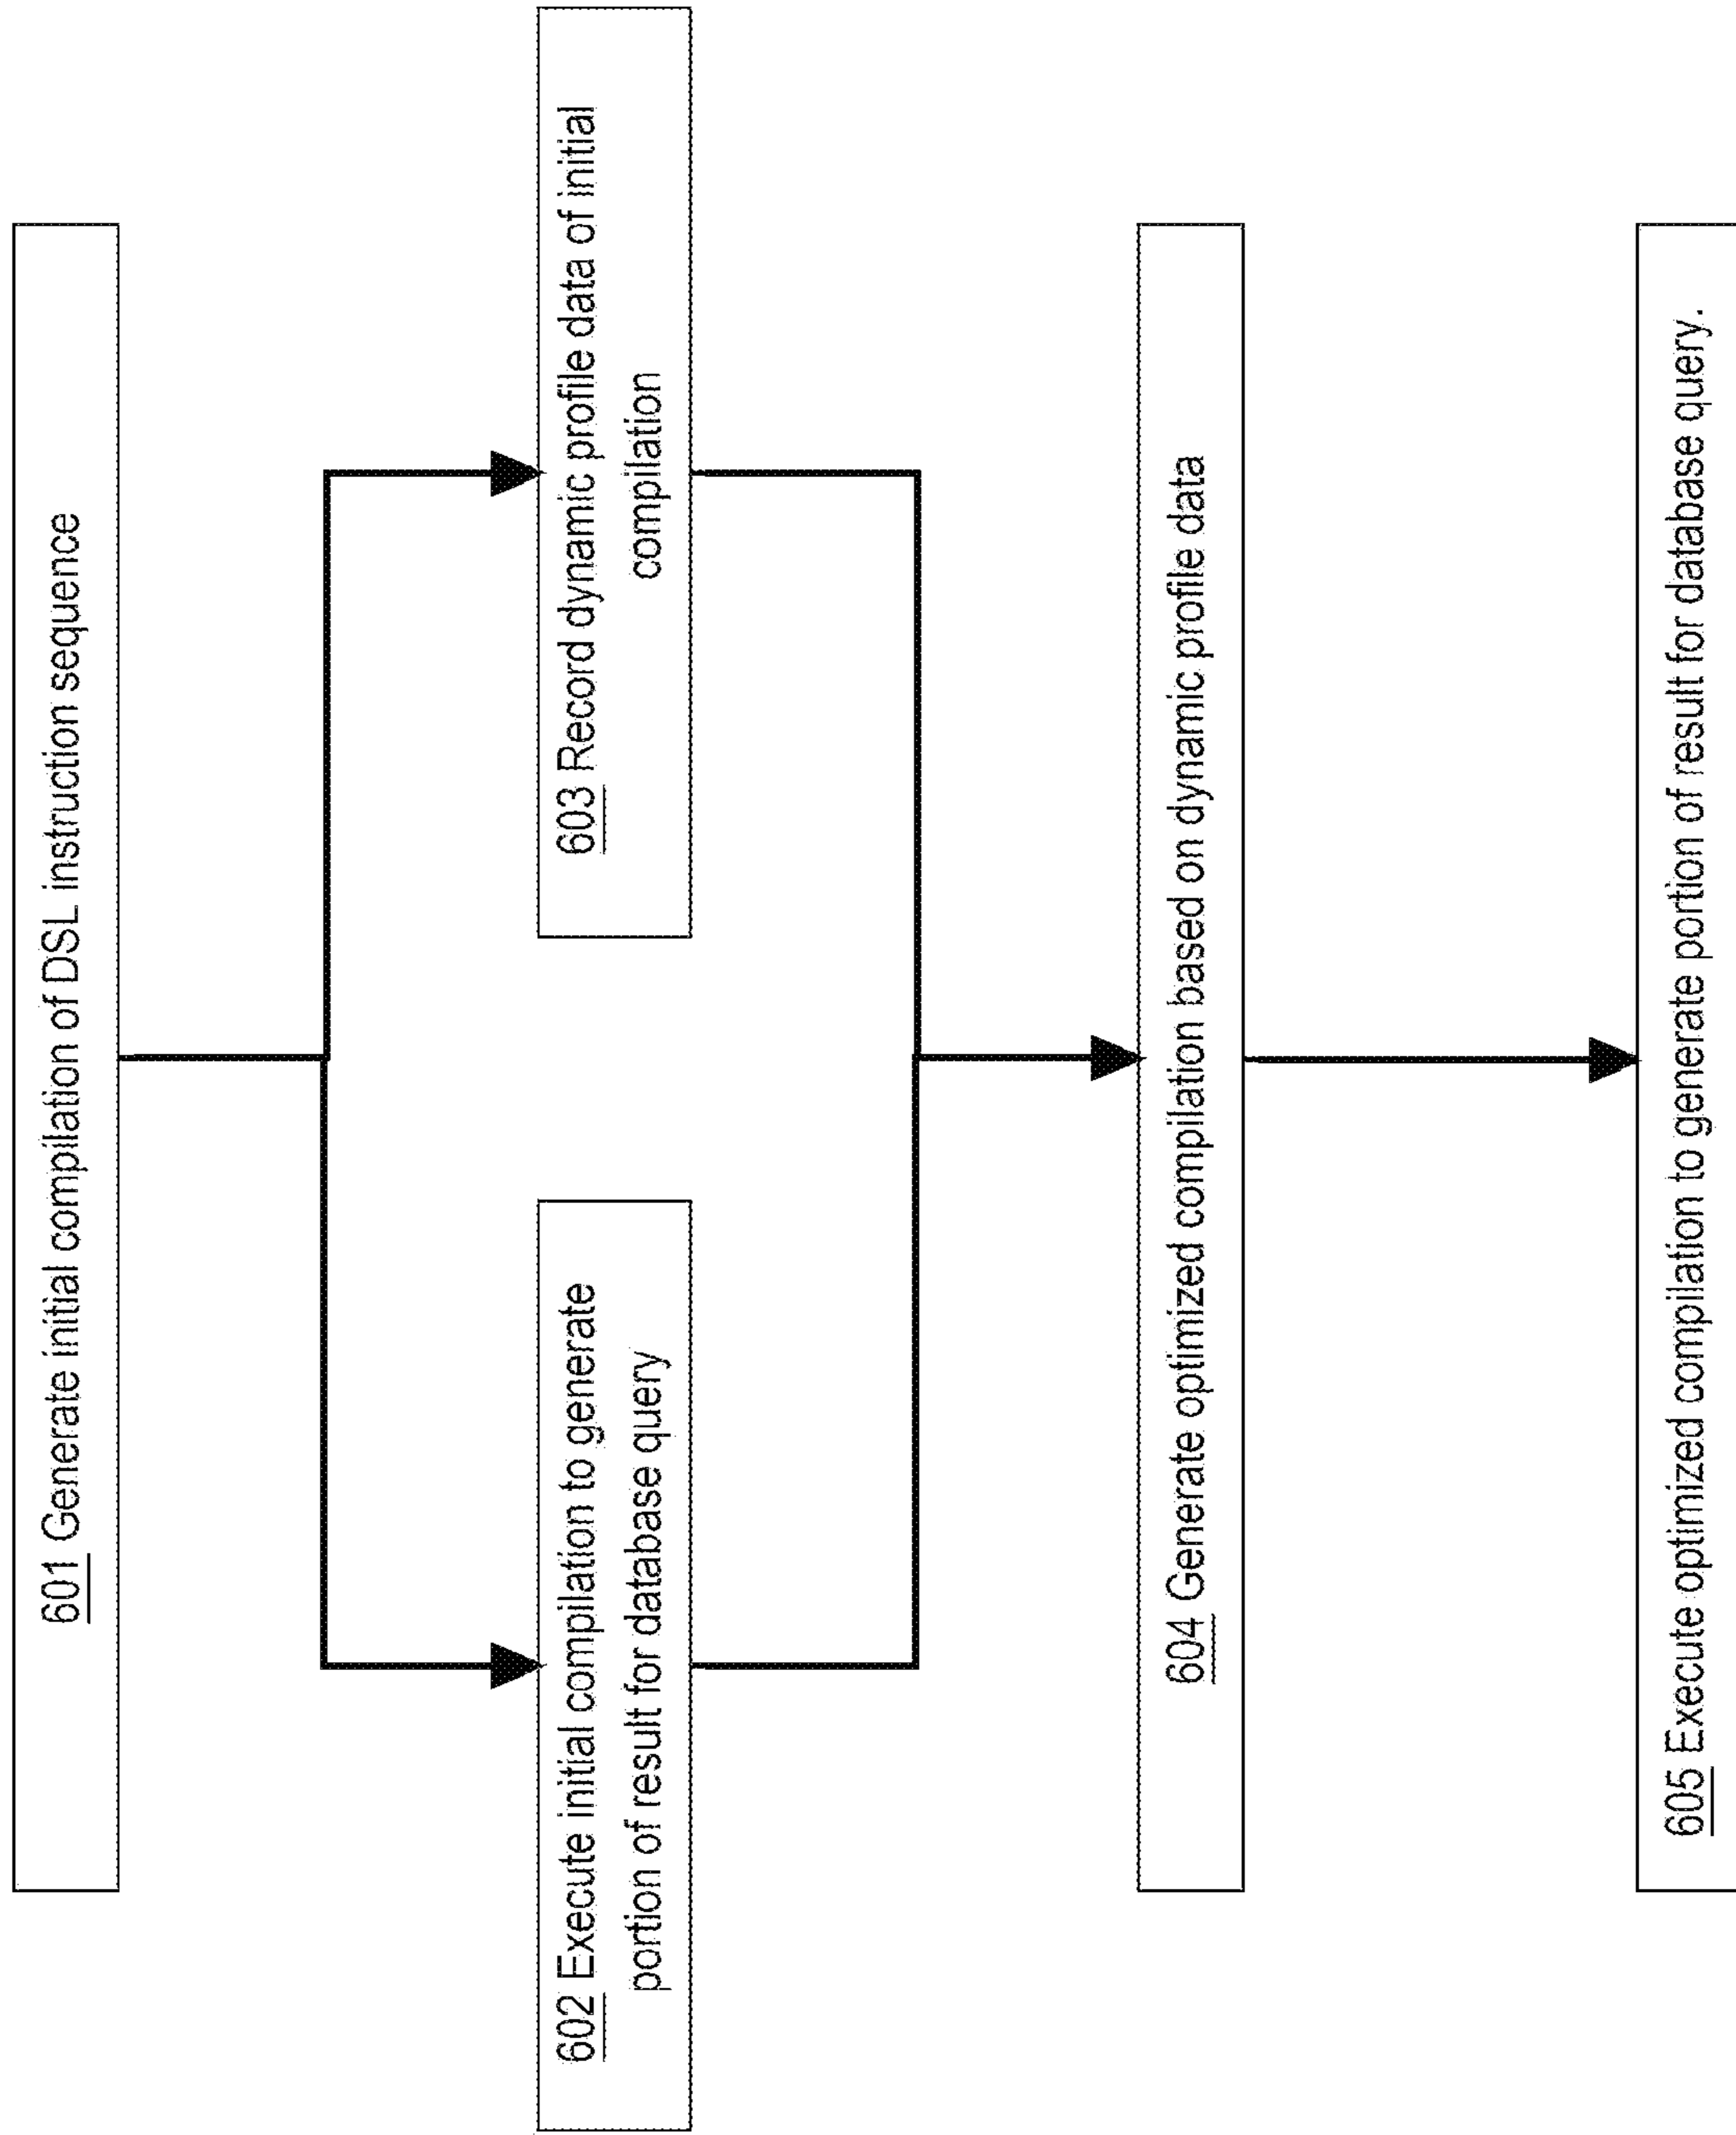 601 Generate initial compilation of DSL instruction sequence
602 Execute initial compilation to generate
portion of result for database query
603 Record dynamic profile data of initial
compilation
604 Generate optimized compilation based on dynamic profile data
605 Execute optimized compilation to generate portion of result for database query.